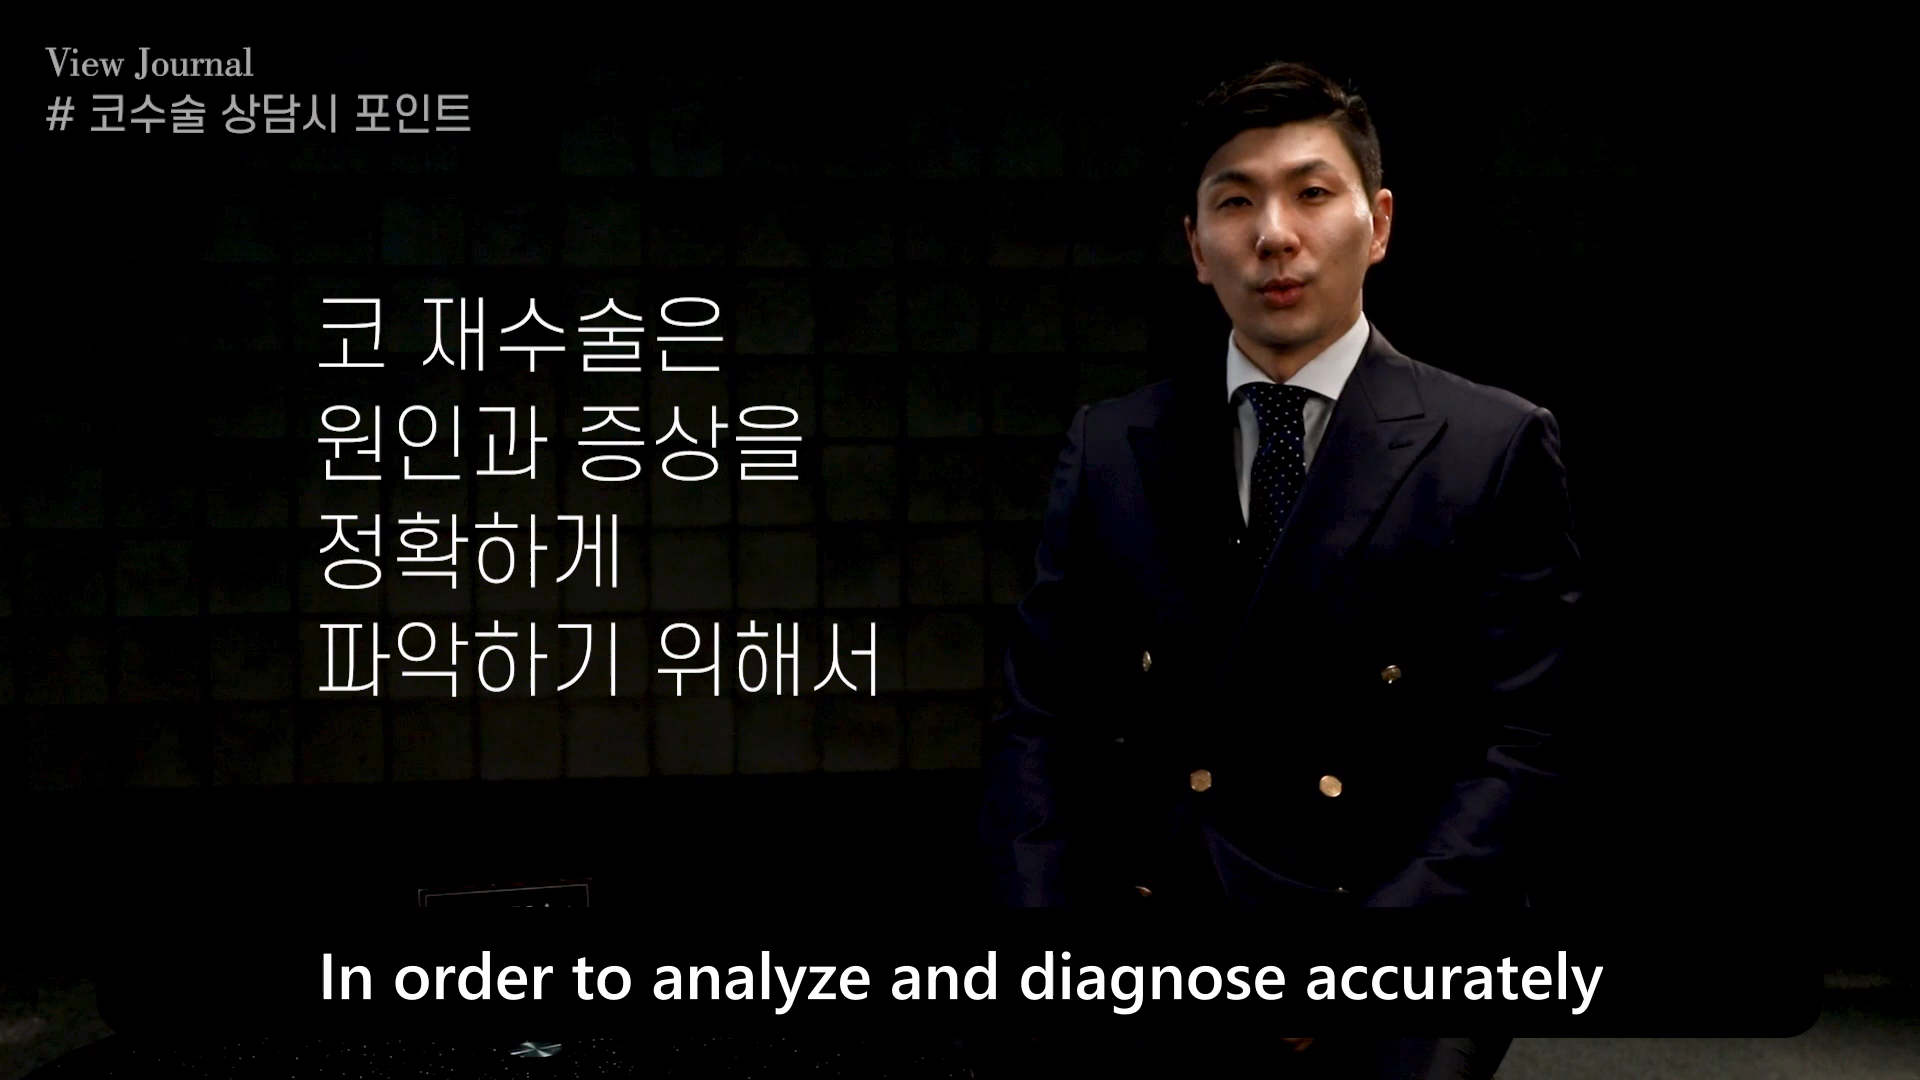 View Journal
# 코수술 상담시 포인트
코 재수술은
원인과 증상을
정확하게
파악하기 위해서
In order to analyze and diagnose accurately